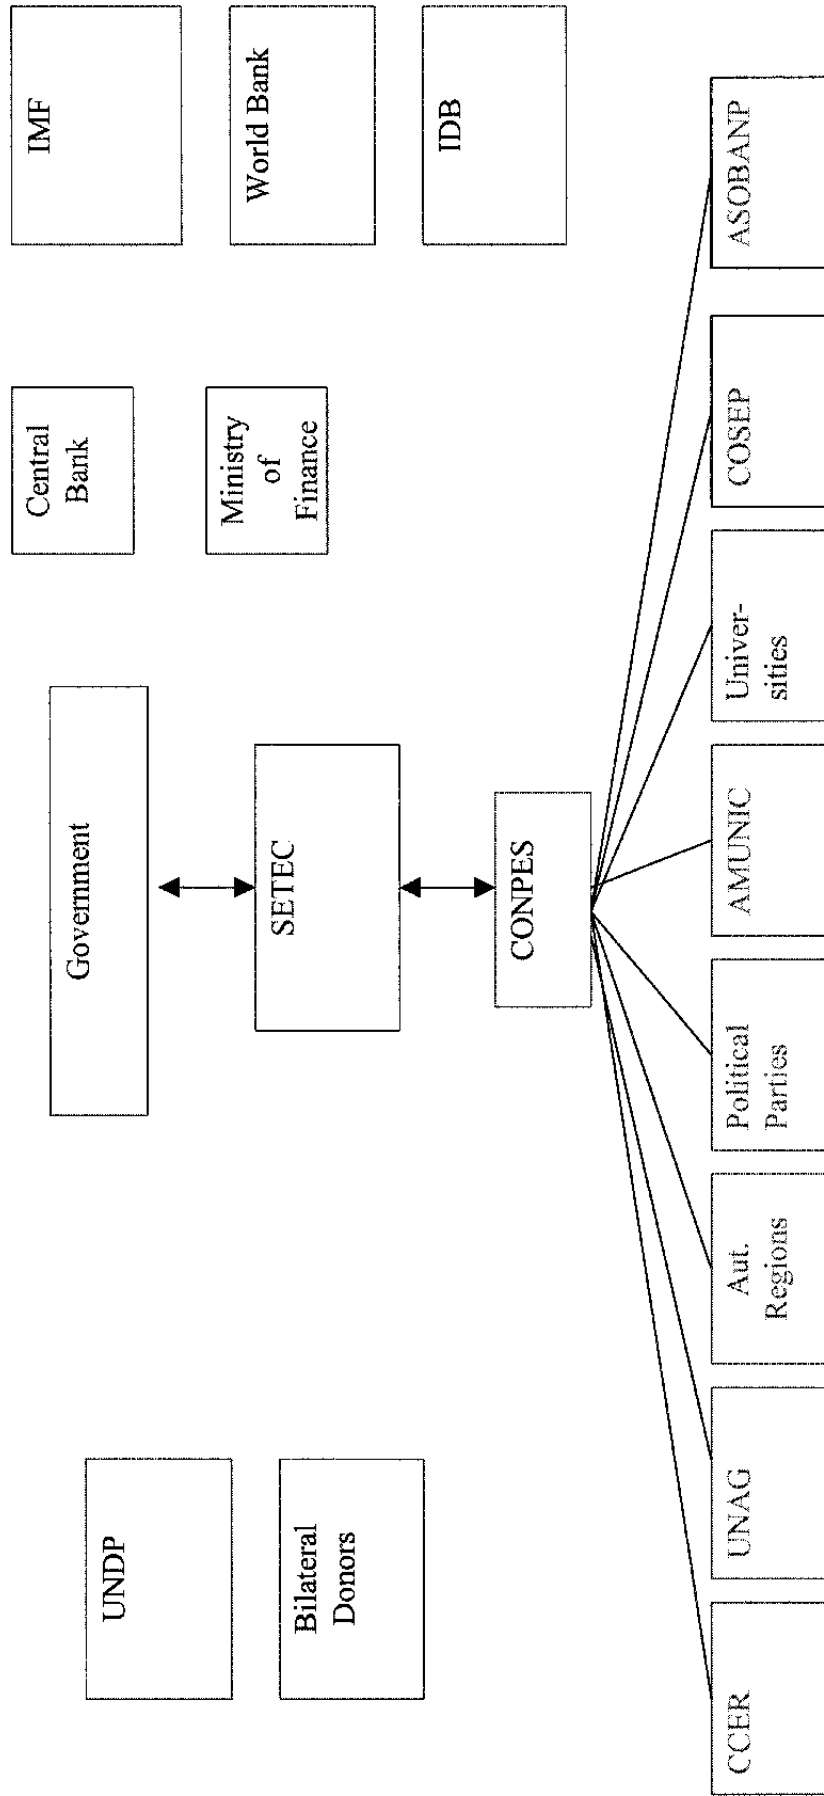 UNDP
Bilateral
Donors
Government
SETEC
CONPES
Central
Bank
Ministry
of
Finance
IMF
World Bank
IDB
CCER
UNAG
Aut.
Regions
Political
Parties
AMUNIC
Univer-
sities
COSEP
ASOBANP